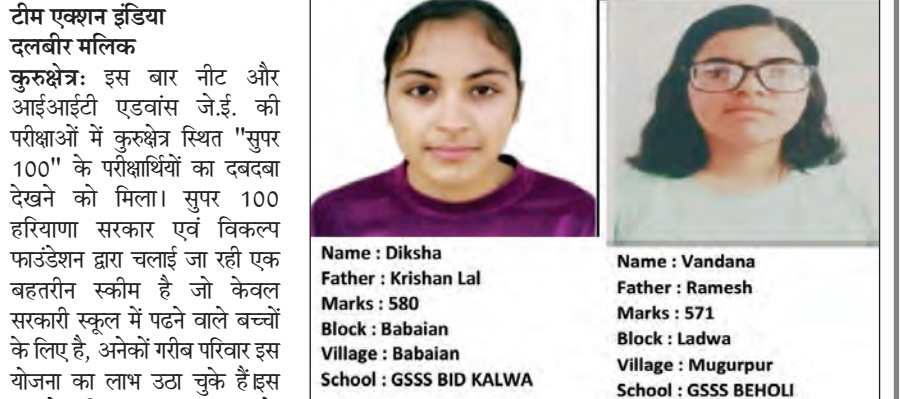 टीम एक्शन इंडिया
दलबीर मलिक
कुरुक्षेत्रः इस बार नीट और
आईआईटी एडवांस जे.ई. की
परीक्षाओं में कुरुक्षेत्र स्थित "सुपर
100" के परीक्षार्थियों का दबदबा
देखने को मिला। सुपर 100
हरियाणा सरकार एवं विकल्प
फाउंडेशन द्वारा चलाई जा रही एक
बहतरीन स्कीम है जो केवल
सरकारी स्कूल में पढने वाले बच्चों
के लिए है, अनेकों गरीब परिवार इस
योजना का लाभ उठा चुके हैं।इस
Name : Diksha
Father : Krishan Lal
Marks : 580
Block : Babaian
Village : Babaian
School : GSSS BID KALWA
Name : Vandana
Father : Ramesh
Marks : 571
Block : Ladwa
Village : Mugurpur
School : GSSS BEHOLI